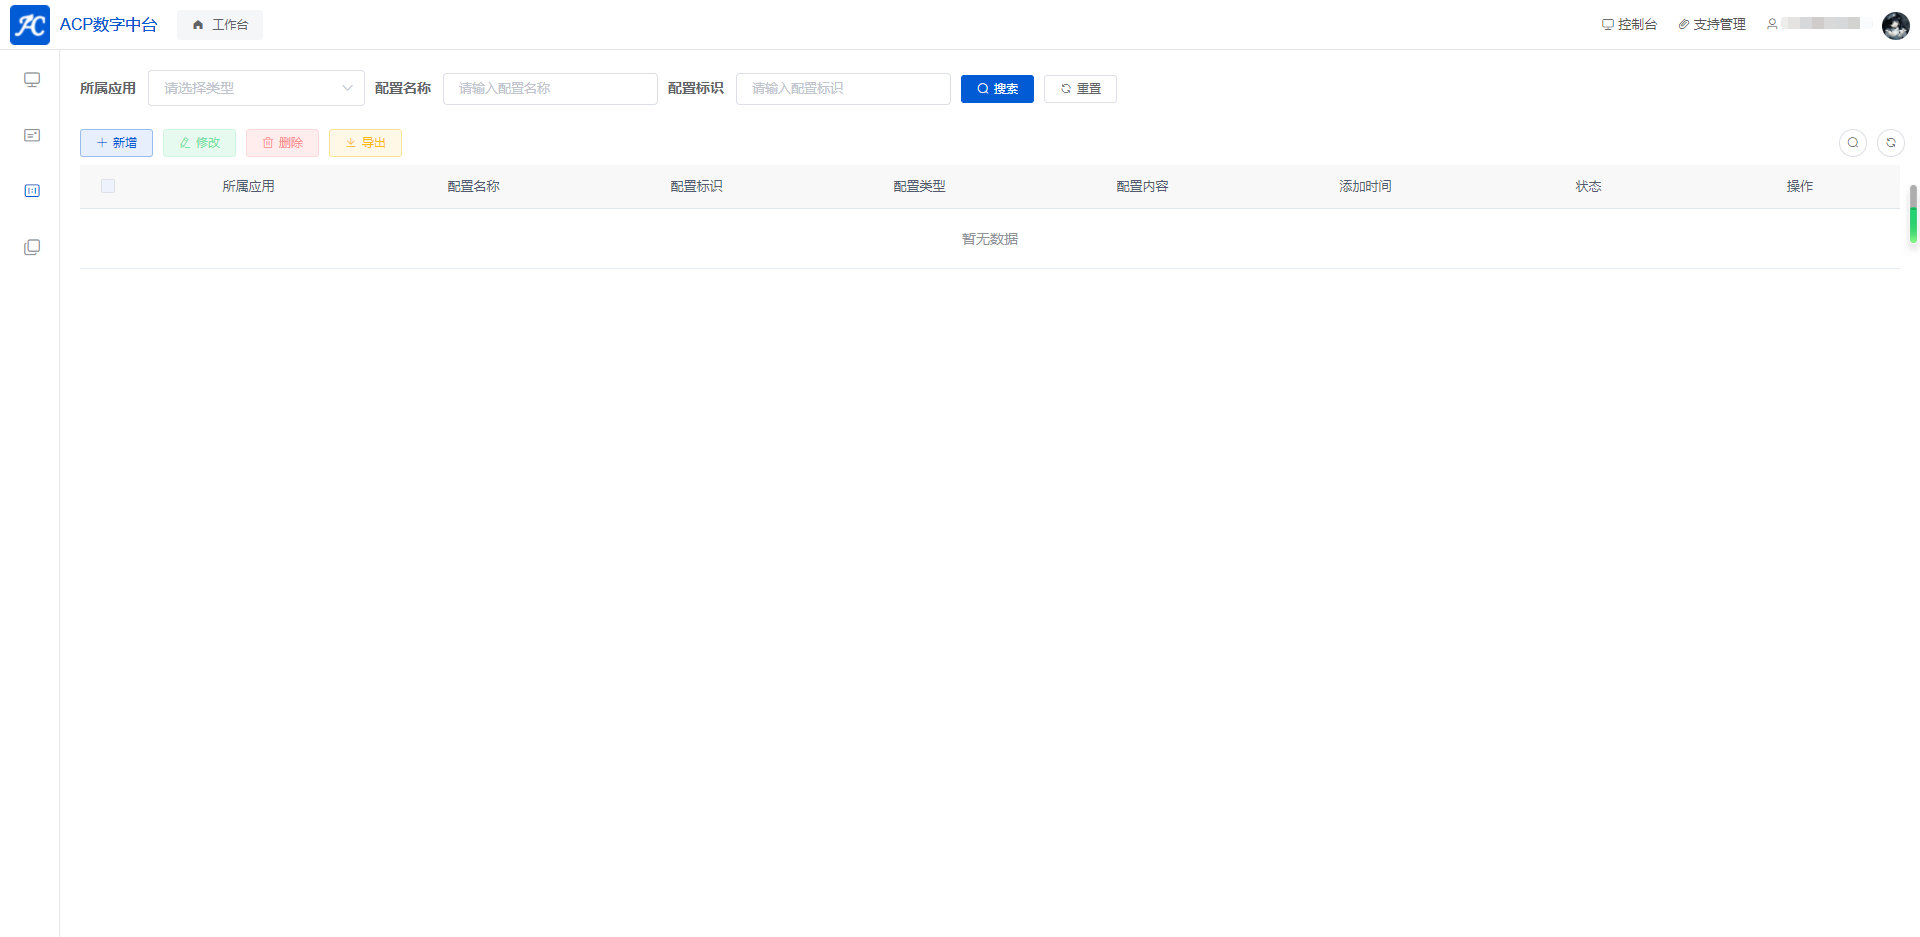 ACP数字中台 工作台 控制台 支持管理
所属应用 请选择类型 配置名称 请输入配置名称 配置标识 请输入配置标识 搜索 重置
新增 修改 删除 导出
所属应用 配置名称 配置标识 配置类型 配置内容 添加时间 状态 操作
暂无数据